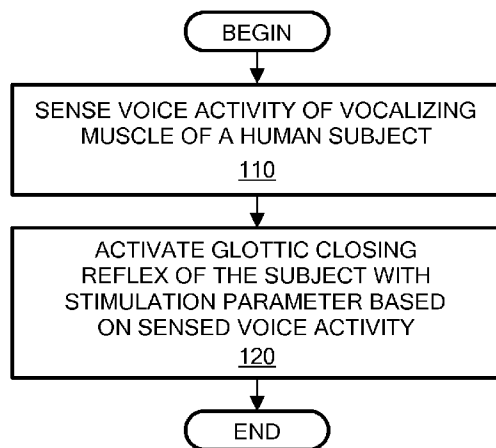 BEGIN
SENSE VOICE ACTIVITY OF VOCALIZING
MUSCLE OF A HUMAN SUBJECT
110
ACTIVATE GLOTTIC CLOSING
REFLEX OF THE SUBJECT WITH
STIMULATION PARAMETER BASED
ON SENSED VOICE ACTIVITY
120
END